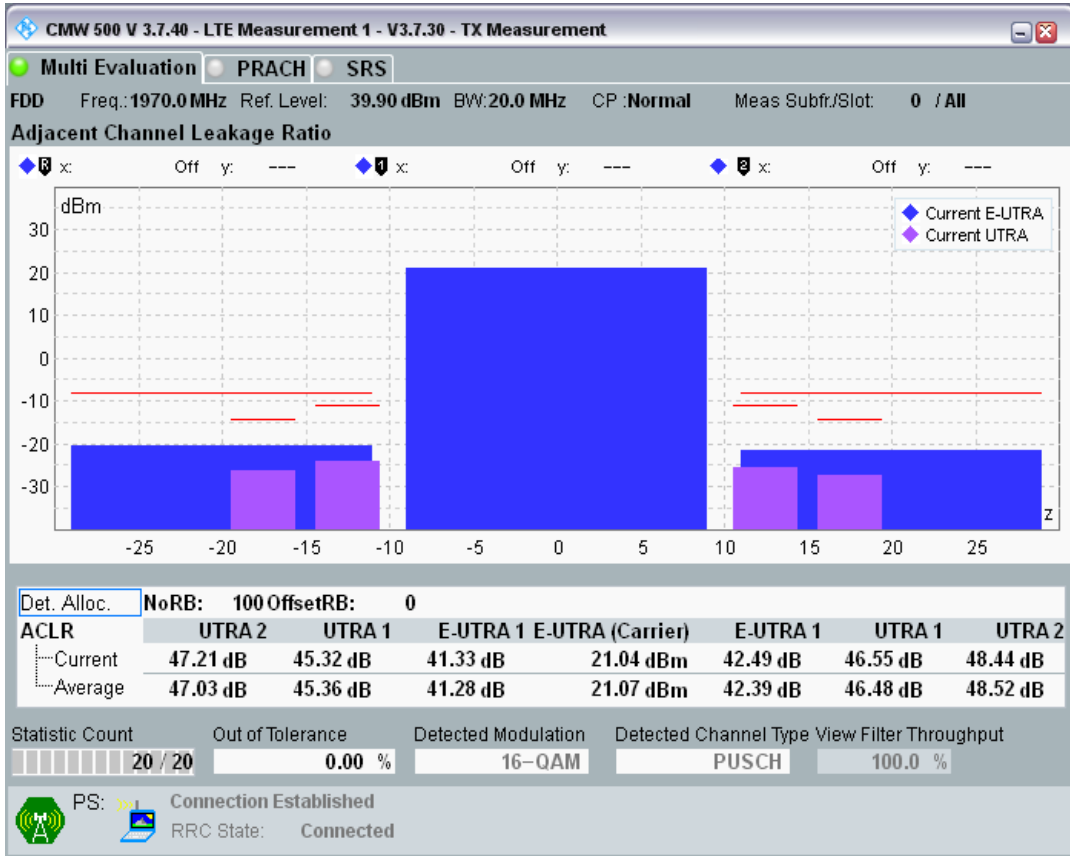 CMW 500 V 3.7.40 - LTE Measurement 1 - V3.7.30 - TX Measurement
Multi Evaluation PRACH SRS
FDD Freq.: 1970.0 MHz Ref. Level: 39.90 dBm BW: 20.0 MHz CP : Normal Meas Subfr./Slot: 0 / All
Adjacent Channel Leakage Ratio
R x: Off y: --- 1 x: Off y: --- 2 x: Off y: ---
dBm
Current E-UTRA
Current UTRA
30
20
10
0
-10
-20
-30
z
-25 -20 -15 -10 -5 0 5 10 15 20 25
Det. Alloc. NoRB: 100 OffsetRB: 0
ACLR UTRA 2 UTRA 1 E-UTRA 1 E-UTRA (Carrier) E-UTRA 1 UTRA 1 UTRA 2
Current 47.21 dB 45.32 dB 41.33 dB 21.04 dBm 42.49 dB 46.55 dB 48.44 dB
Average 47.03 dB 45.36 dB 41.28 dB 21.07 dBm 42.39 dB 46.48 dB 48.52 dB
Statistic Count Out of Tolerance Detected Modulation Detected Channel Type View Filter Throughput
20 / 20 0.00 % 16-QAM PUSCH 100.0 %
PS: Connection Established
RRC State: Connected